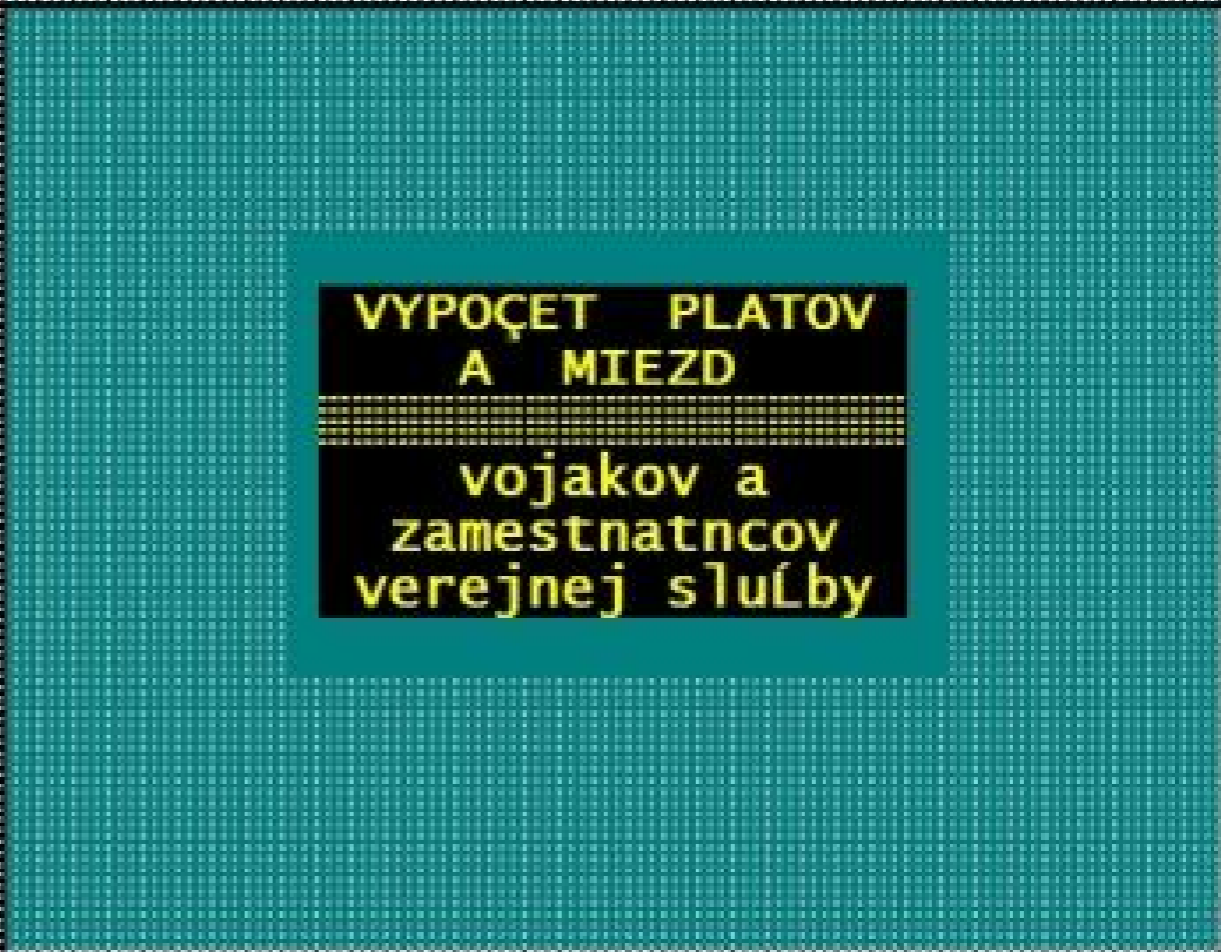 VYPOÇET PLATOV
A MIEZD
vojakov a
zamestnatncov
verejnej sluĹby